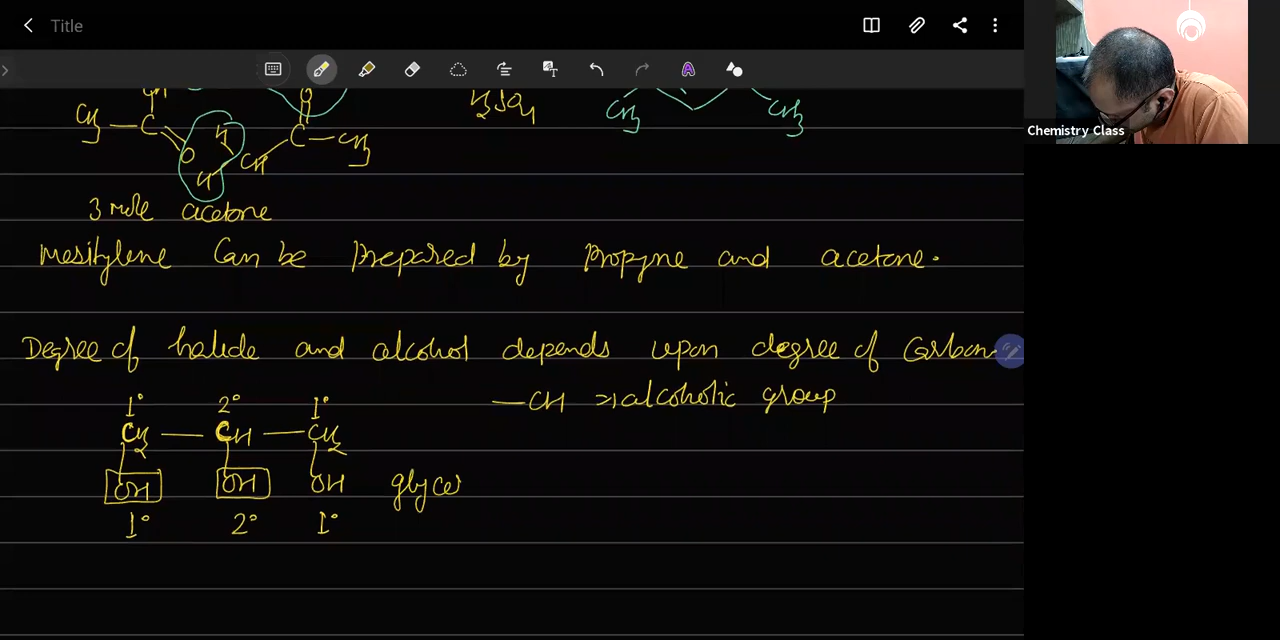 Title
Chemistry Class
CH3 — C C — CH3 H2SO4 CH3 CH3
O H CH
H
3 mole acetone
Mesitylene Can be Prepared by Propyne and acetone.
Degree of halide and alcohol depends upon degree of Carbon
—OH ⇒ alcoholic group
1° 2° 1°
CH2 — CH — CH2
OH OH OH glycer
1° 2° 1°